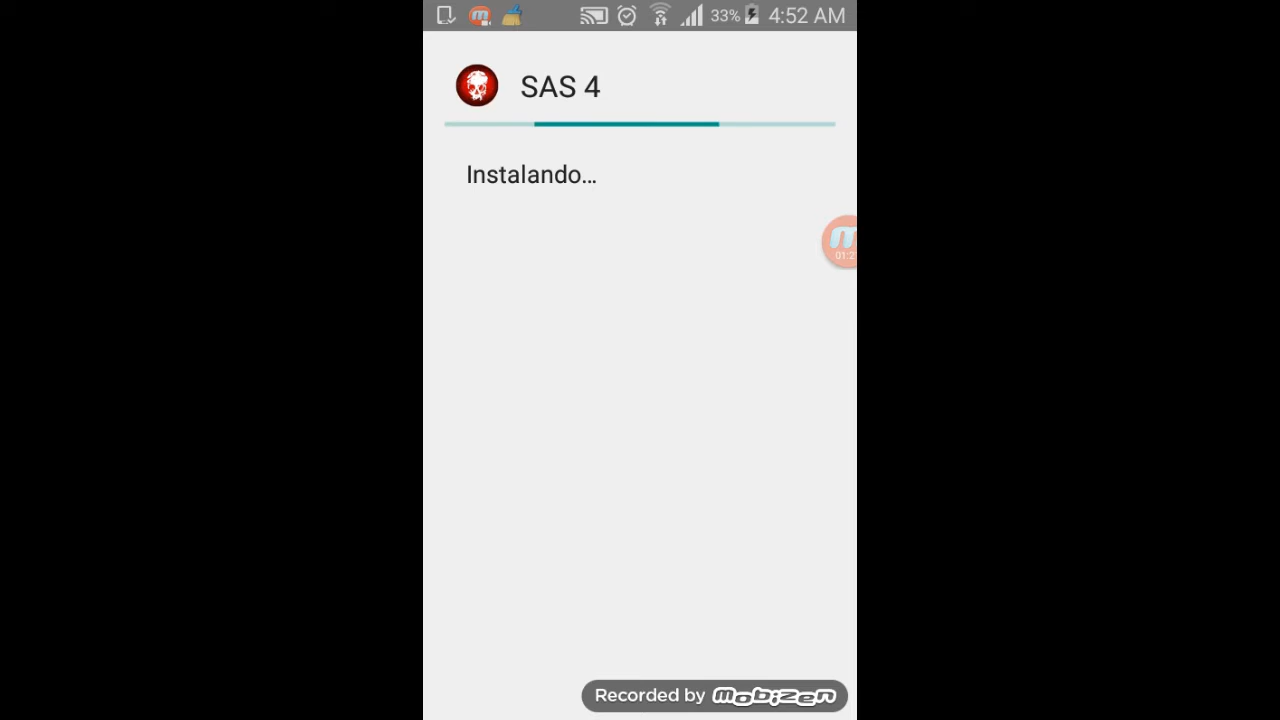 33% 4:52 AM
SAS 4
Instalando...
m
Recorded by mobizen